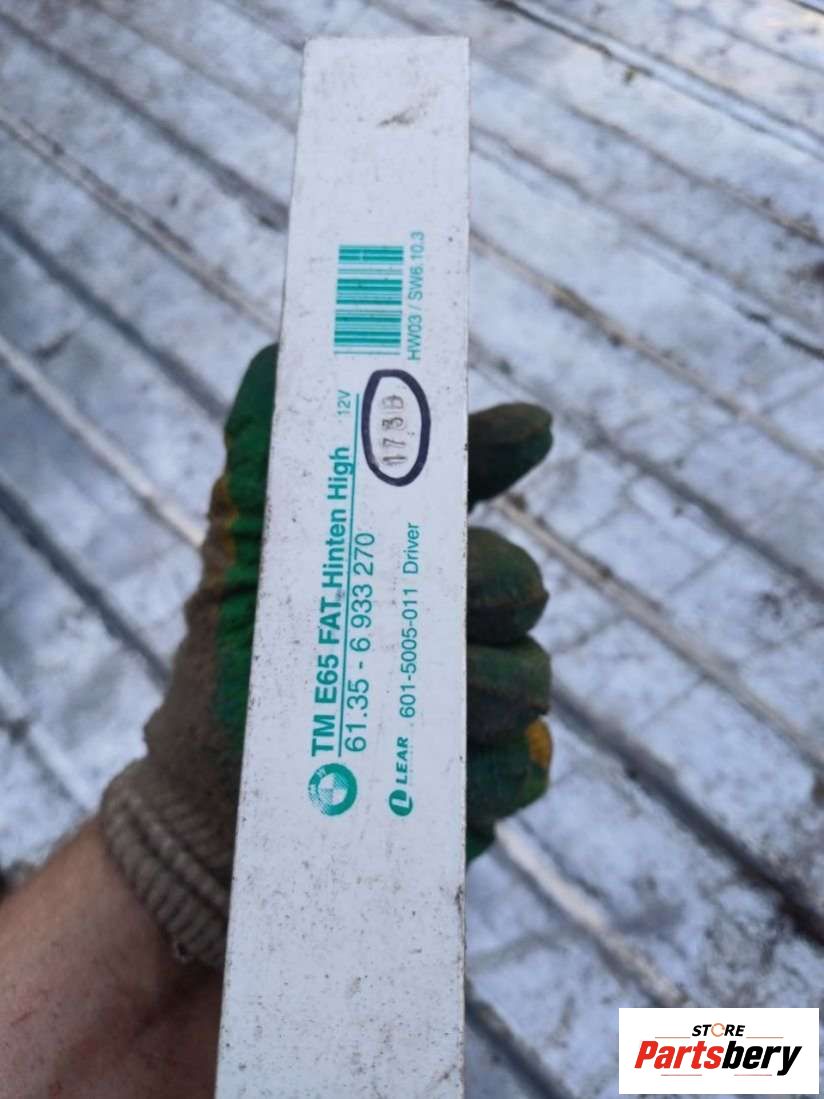 TM E65 FAT.Hinten High 12V
61.35 - 6 933 270
LEAR 601-5005-011 Driver
HW03 / SW6.10.3
STORE
Partsbery